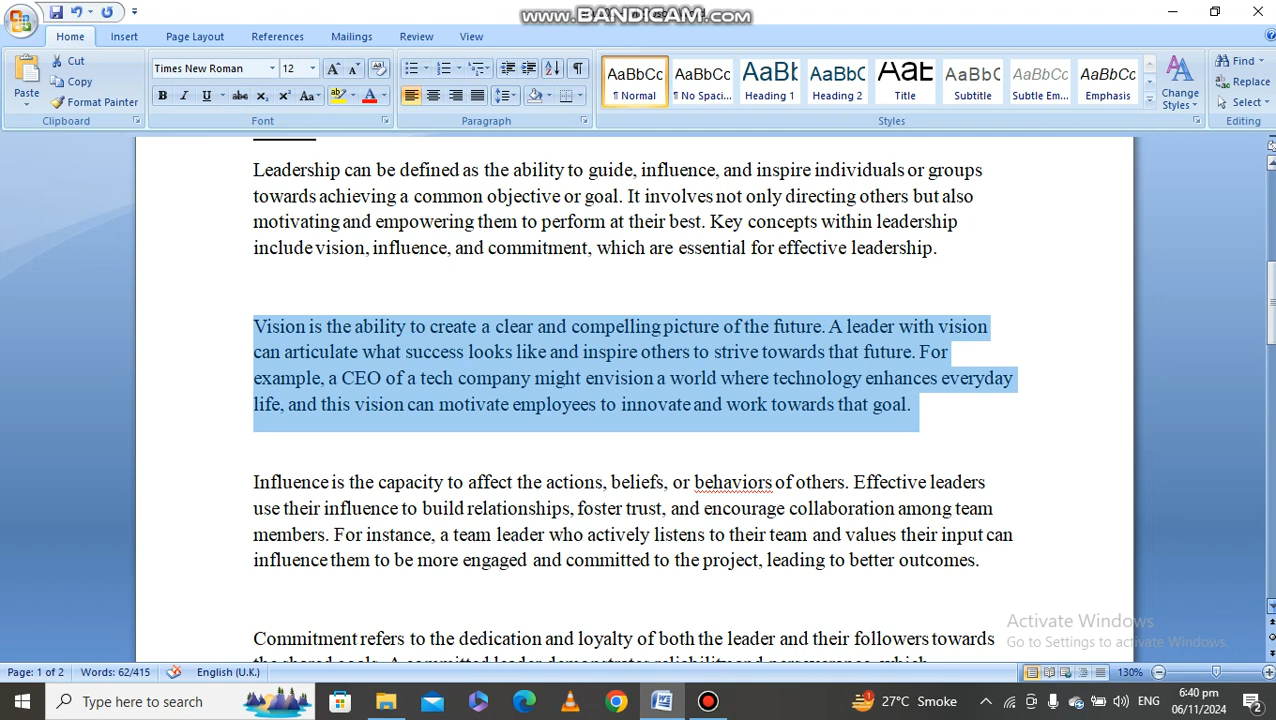 www.BANDICAM.com
Home Insert Page Layout References Mailings Review View
Paste
Cut
Copy
Format Painter
Clipboard
Times New Roman 12
Font
Paragraph
AaBbCc AaBbCc AaBbC AaBbC AaB AaBbC AaBbCc AaBbCc
¶ Normal ¶ No Spaci... Heading 1 Heading 2 Title Subtitle Subtle Em... Emphasis
Styles
Change Styles
Find
Replace
Select
Editing
Leadership can be defined as the ability to guide, influence, and inspire individuals or groups
towards achieving a common objective or goal. It involves not only directing others but also
motivating and empowering them to perform at their best. Key concepts within leadership
include vision, influence, and commitment, which are essential for effective leadership.
Vision is the ability to create a clear and compelling picture of the future. A leader with vision
can articulate what success looks like and inspire others to strive towards that future. For
example, a CEO of a tech company might envision a world where technology enhances everyday
life, and this vision can motivate employees to innovate and work towards that goal.
Influence is the capacity to affect the actions, beliefs, or behaviors of others. Effective leaders
use their influence to build relationships, foster trust, and encourage collaboration among team
members. For instance, a team leader who actively listens to their team and values their input can
influence them to be more engaged and committed to the project, leading to better outcomes.
Commitment refers to the dedication and loyalty of both the leader and their followers towards
Activate Windows
Go to Settings to activate Windows.
Page: 1 of 2 Words: 62/415 English (U.K.) 130%
Type here to search
27°C Smoke
ENG
6:40 pm
06/11/2024